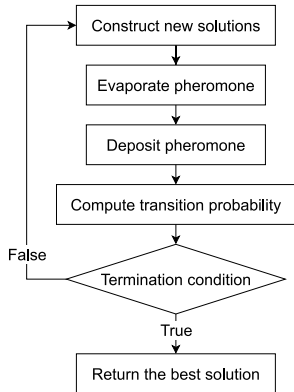 Construct new solutions
Evaporate pheromone
Deposit pheromone
Compute transition probability
False
Termination condition
True
Return the best solution